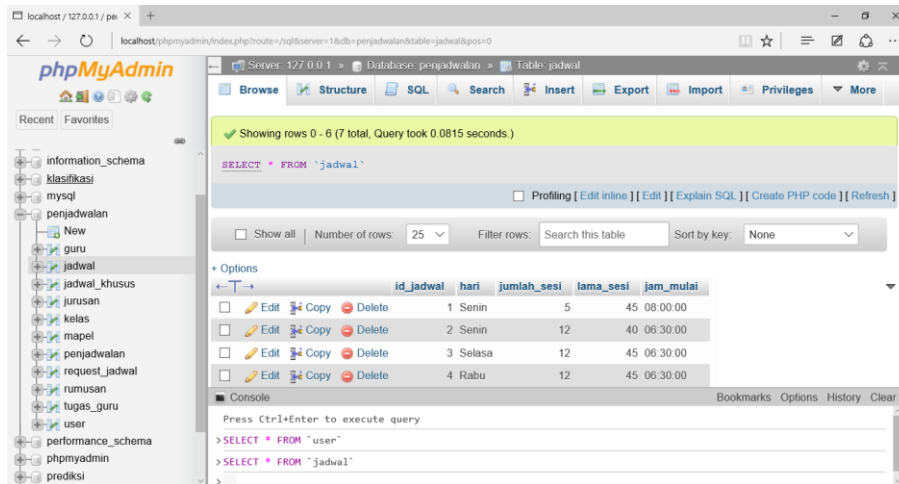 localhost / 127.0.0.1 / pe
localhost/phpmyadmin/index.php?route=/sql&server=1&db=penjadwalan&table=jadwal&pos=0
phpMyAdmin
Recent Favorites
information_schema
klasifikasi
mysql
penjadwalan
New
guru
jadwal
jadwal_khusus
jurusan
kelas
mapel
penjadwalan
request_jadwal
rumusan
tugas_guru
user
performance_schema
phpmyadmin
prediksi
Server: 127.0.0.1 » Database: penjadwalan » Table: jadwal
Browse Structure SQL Search Insert Export Import Privileges More
Showing rows 0 - 6 (7 total, Query took 0.0815 seconds.)
SELECT * FROM `jadwal`
Profiling [ Edit inline ] [ Edit ] [ Explain SQL ] [ Create PHP code ] [ Refresh ]
Show all Number of rows: 25 Filter rows: Search this table Sort by key: None
+ Options
id_jadwal hari jumlah_sesi lama_sesi jam_mulai
Edit Copy Delete 1 Senin 5 45 08:00:00
Edit Copy Delete 2 Senin 12 40 06:30:00
Edit Copy Delete 3 Selasa 12 45 06:30:00
Edit Copy Delete 4 Rabu 12 45 06:30:00
Console Bookmarks Options History Clear
Press Ctrl+Enter to execute query
>SELECT * FROM `user`
>SELECT * FROM `jadwal`
>